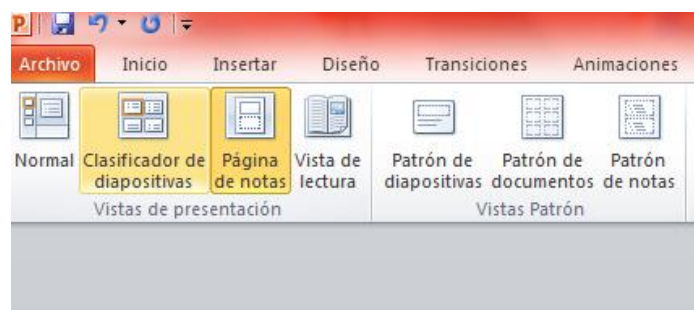 P
Archivo Inicio Insertar Diseño Transiciones Animaciones
Normal Clasificador de diapositivas Página de notas Vista de lectura Patrón de diapositivas Patrón de documentos Patrón de notas
Vistas de presentación Vistas Patrón